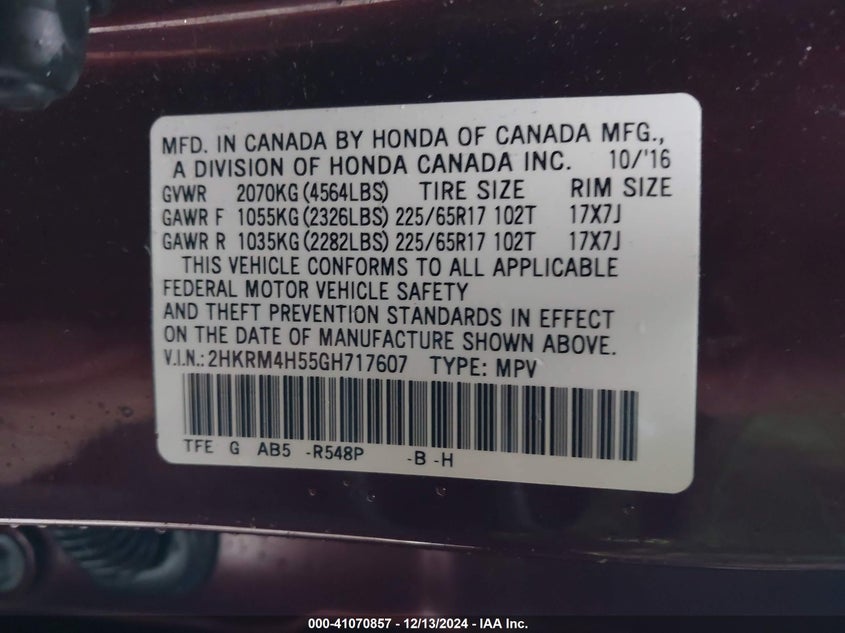 MFD. IN CANADA BY HONDA OF CANADA MFG.,
A DIVISION OF HONDA CANADA INC. 10/'16
GVWR 2070KG (4564LBS) TIRE SIZE RIM SIZE
GAWR F 1055KG (2326LBS) 225/65R17 102T 17X7J
GAWR R 1035KG (2282LBS) 225/65R17 102T 17X7J
THIS VEHICLE CONFORMS TO ALL APPLICABLE
FEDERAL MOTOR VEHICLE SAFETY
AND THEFT PREVENTION STANDARDS IN EFFECT
ON THE DATE OF MANUFACTURE SHOWN ABOVE.
V.I.N.: 2HKRM4H55GH717607 TYPE: MPV
TFE G AB5 -R548P -B -H
000-41070857 - 12/13/2024 - IAA Inc.